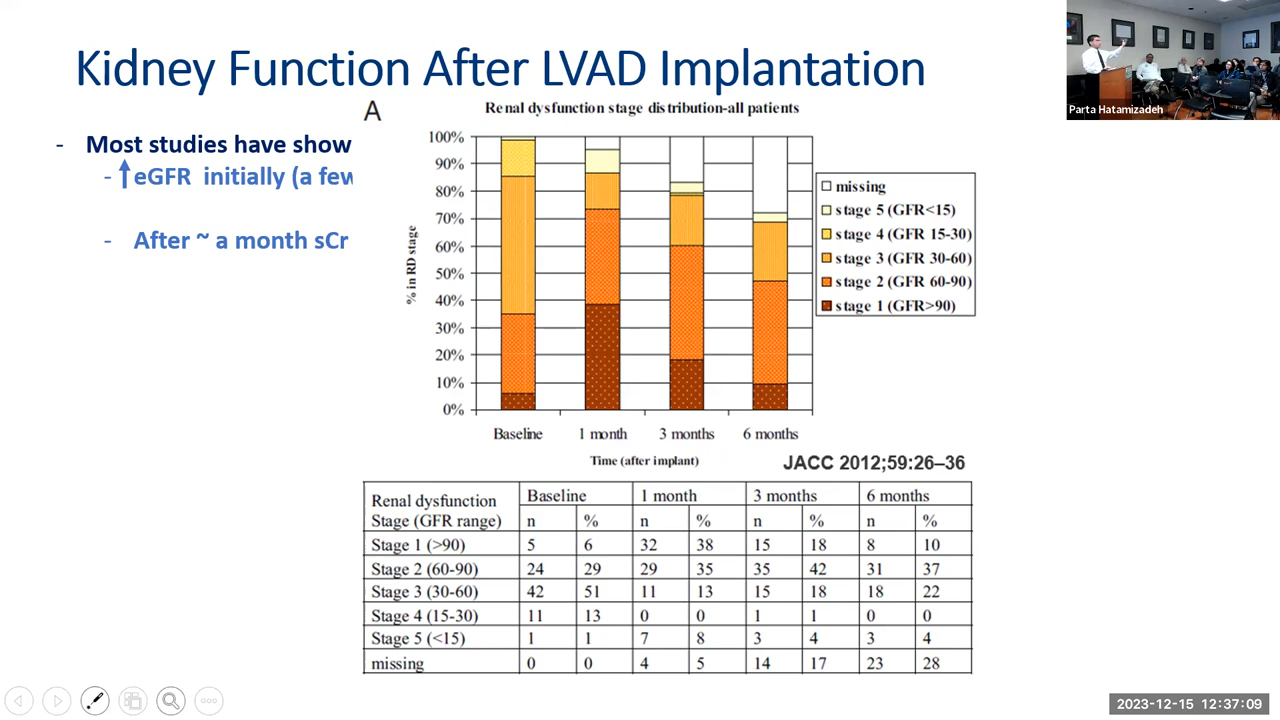 Kidney Function After LVAD Implantation
Parta Hatamizadeh
- Most studies have show
- eGFR initially (a few
- After ~ a month sCr
A
Renal dysfunction stage distribution-all patients
100%
90%
80%
70%
60%
50%
40%
30%
20%
10%
0%
% in RD stage
Baseline 1 month 3 months 6 months
Time (after implant)
missing
stage 5 (GFR<15)
stage 4 (GFR 15-30)
stage 3 (GFR 30-60)
stage 2 (GFR 60-90)
stage 1 (GFR>90)
JACC 2012;59:26–36
Renal dysfunction Stage (GFR range) Baseline 1 month 3 months 6 months
n % n % n % n %
Stage 1 (>90) 5 6 32 38 15 18 8 10
Stage 2 (60-90) 24 29 29 35 35 42 31 37
Stage 3 (30-60) 42 51 11 13 15 18 18 22
Stage 4 (15-30) 11 13 0 0 1 1 0 0
Stage 5 (<15) 1 1 7 8 3 4 3 4
missing 0 0 4 5 14 17 23 28
2023-12-15 12:37:09